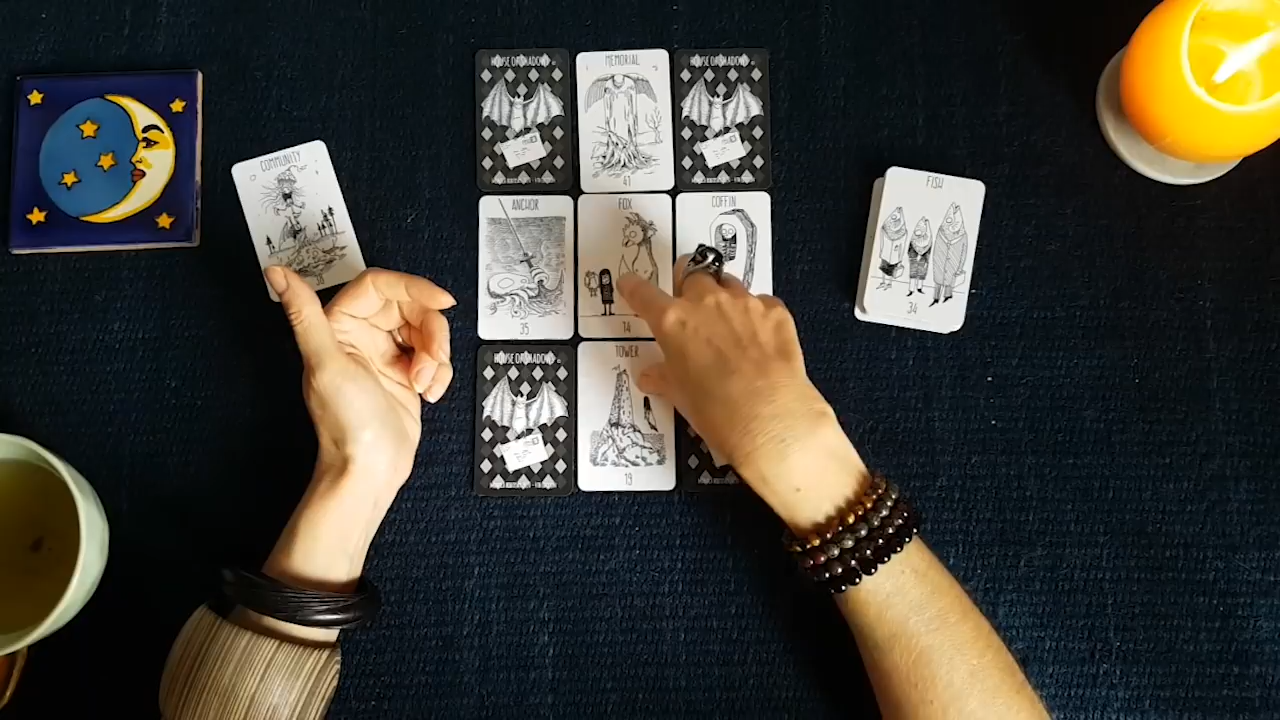 HOUSE OF SHADOWS
MEMORIAL
41
HOUSE OF SHADOWS
COMMUNITY
ANCHOR
35
FOX
14
COFFIN
FISH
34
HOUSE OF SHADOWS
TOWER
19